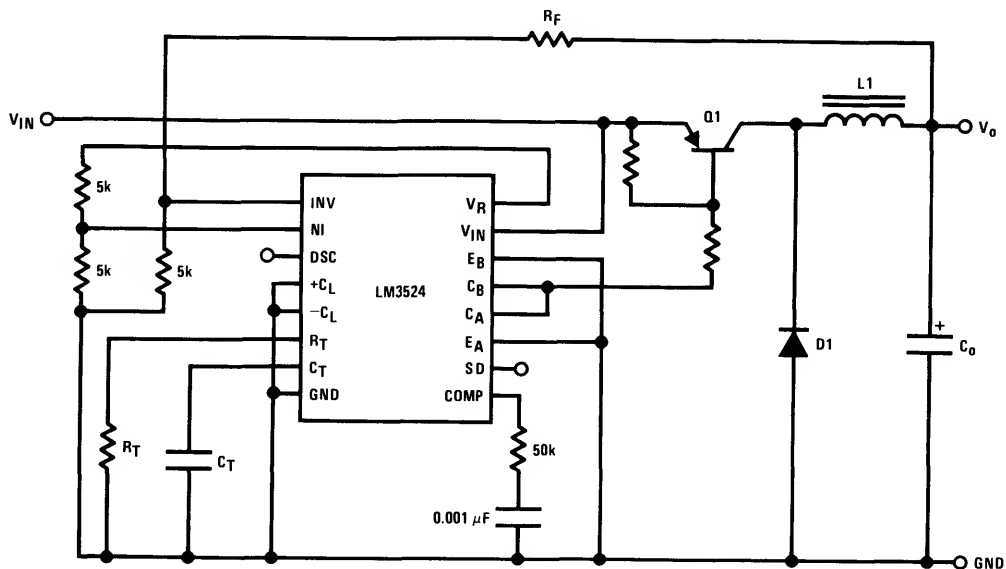 R_F
L1
V_IN
Q1
V_o
5k
INV
V_R
NI
V_IN
DSC
E_B
5k
5k
+C_L
LM3524
C_B
−C_L
C_A
R_T
E_A
D1
+
C_o
C_T
SD
GND
COMP
R_T
C_T
50k
0.001 μF
GND